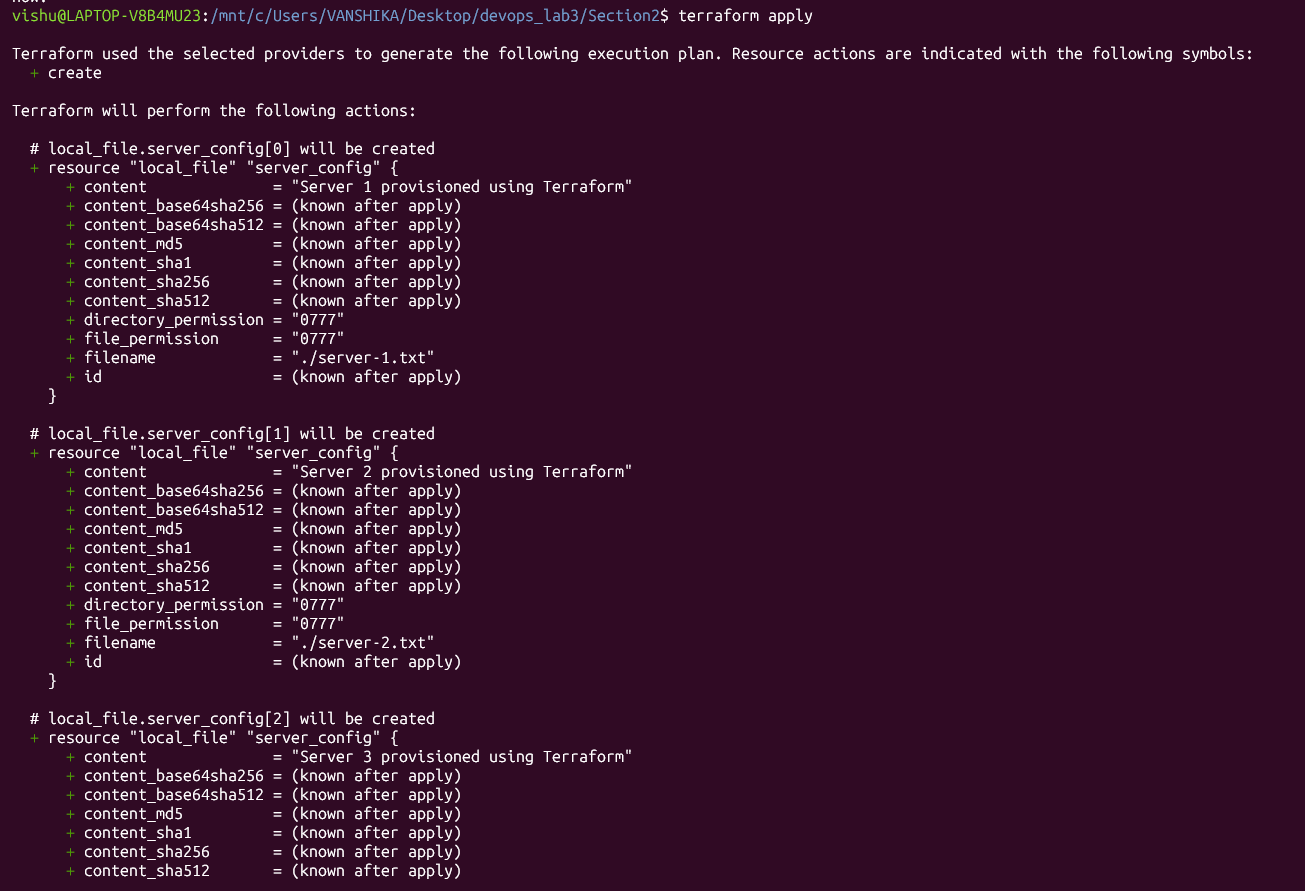 vishu@LAPTOP-V8B4MU23:/mnt/c/Users/VANSHIKA/Desktop/devops_lab3/Section2$ terraform apply
Terraform used the selected providers to generate the following execution plan. Resource actions are indicated with the following symbols:
  + create
Terraform will perform the following actions:
  # local_file.server_config[0] will be created
  + resource "local_file" "server_config" {
      + content              = "Server 1 provisioned using Terraform"
      + content_base64sha256 = (known after apply)
      + content_base64sha512 = (known after apply)
      + content_md5          = (known after apply)
      + content_sha1         = (known after apply)
      + content_sha256       = (known after apply)
      + content_sha512       = (known after apply)
      + directory_permission = "0777"
      + file_permission      = "0777"
      + filename             = "./server-1.txt"
      + id                   = (known after apply)
    }
  # local_file.server_config[1] will be created
  + resource "local_file" "server_config" {
      + content              = "Server 2 provisioned using Terraform"
      + content_base64sha256 = (known after apply)
      + content_base64sha512 = (known after apply)
      + content_md5          = (known after apply)
      + content_sha1         = (known after apply)
      + content_sha256       = (known after apply)
      + content_sha512       = (known after apply)
      + directory_permission = "0777"
      + file_permission      = "0777"
      + filename             = "./server-2.txt"
      + id                   = (known after apply)
    }
  # local_file.server_config[2] will be created
  + resource "local_file" "server_config" {
      + content              = "Server 3 provisioned using Terraform"
      + content_base64sha256 = (known after apply)
      + content_base64sha512 = (known after apply)
      + content_md5          = (known after apply)
      + content_sha1         = (known after apply)
      + content_sha256       = (known after apply)
      + content_sha512       = (known after apply)